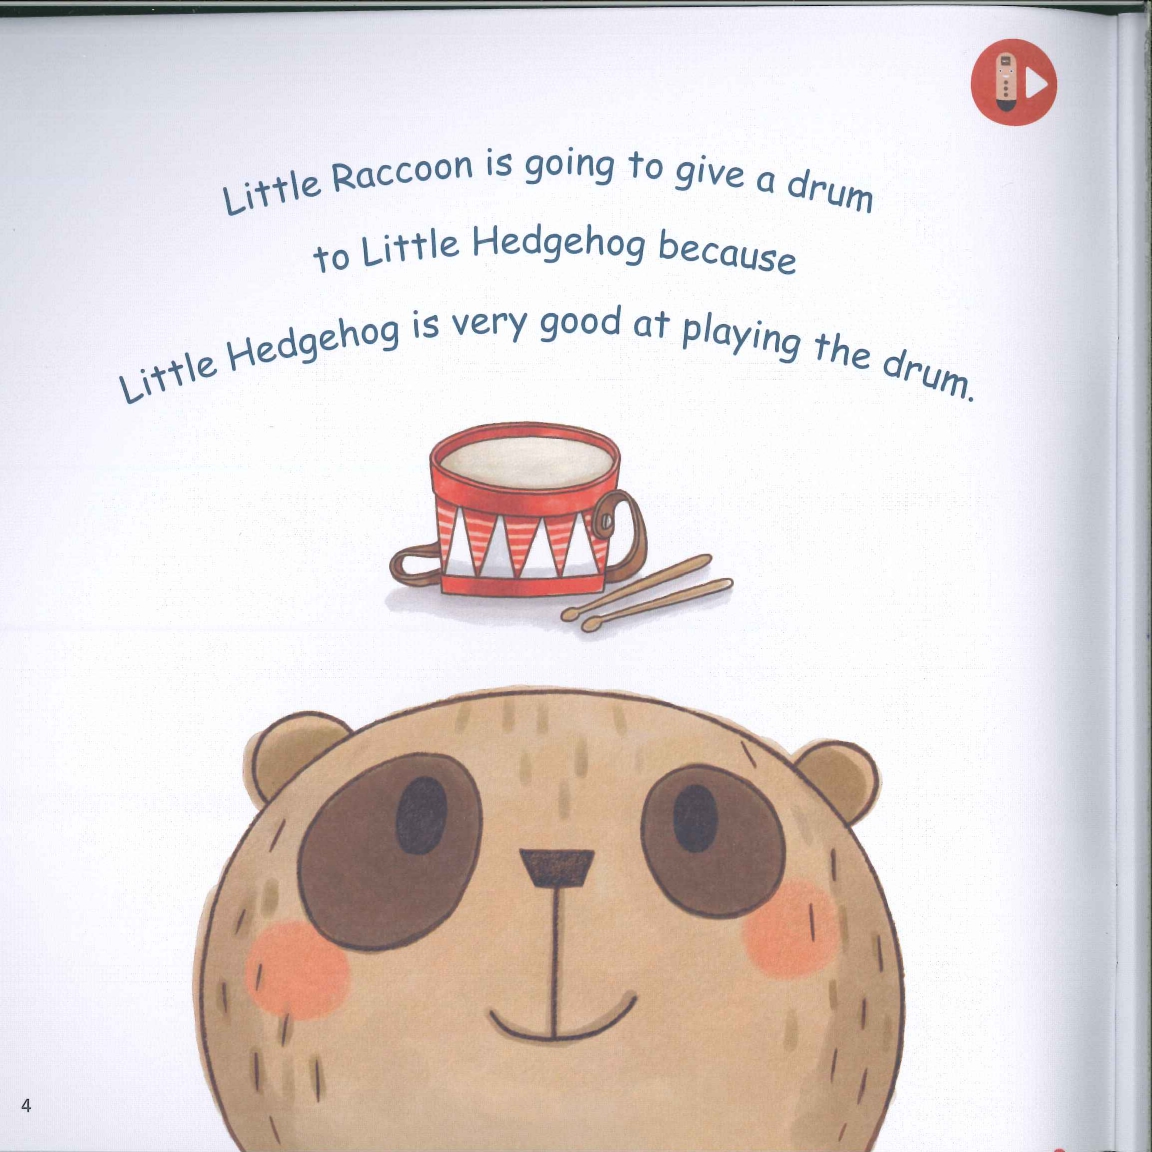 Little Raccoon is going to give a drum
to Little Hedgehog because
Little Hedgehog is very good at playing the drum.
4